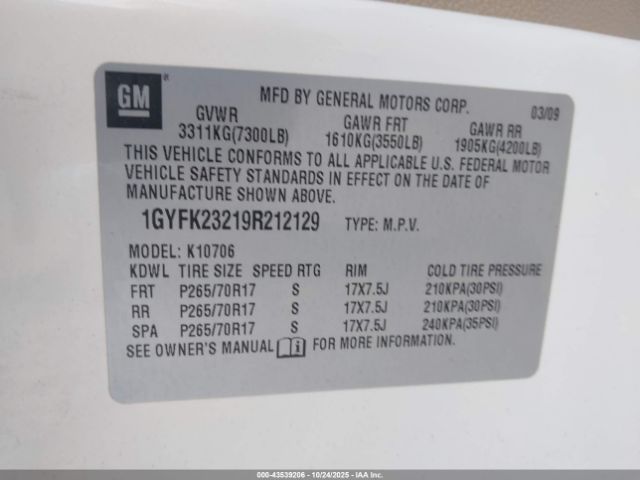 GM
MFD BY GENERAL MOTORS CORP. 03/09
GVWR GAWR FRT GAWR RR
3311KG(7300LB) 1610KG(3550LB) 1905KG(4200LB)
THIS VEHICLE CONFORMS TO ALL APPLICABLE U.S. FEDERAL MOTOR
VEHICLE SAFETY STANDARDS IN EFFECT ON THE DATE OF
MANUFACTURE SHOWN ABOVE.
1GYFK23219R212129 TYPE: M.P.V.
MODEL: K10706
KDWL TIRE SIZE SPEED RTG RIM COLD TIRE PRESSURE
FRT P265/70R17 S 17X7.5J 210KPA(30PSI)
RR P265/70R17 S 17X7.5J 210KPA(30PSI)
SPA P265/70R17 S 17X7.5J 240KPA(35PSI)
SEE OWNER'S MANUAL i FOR MORE INFORMATION.
000-43539206 - 10/24/2025 - IAAI.COM